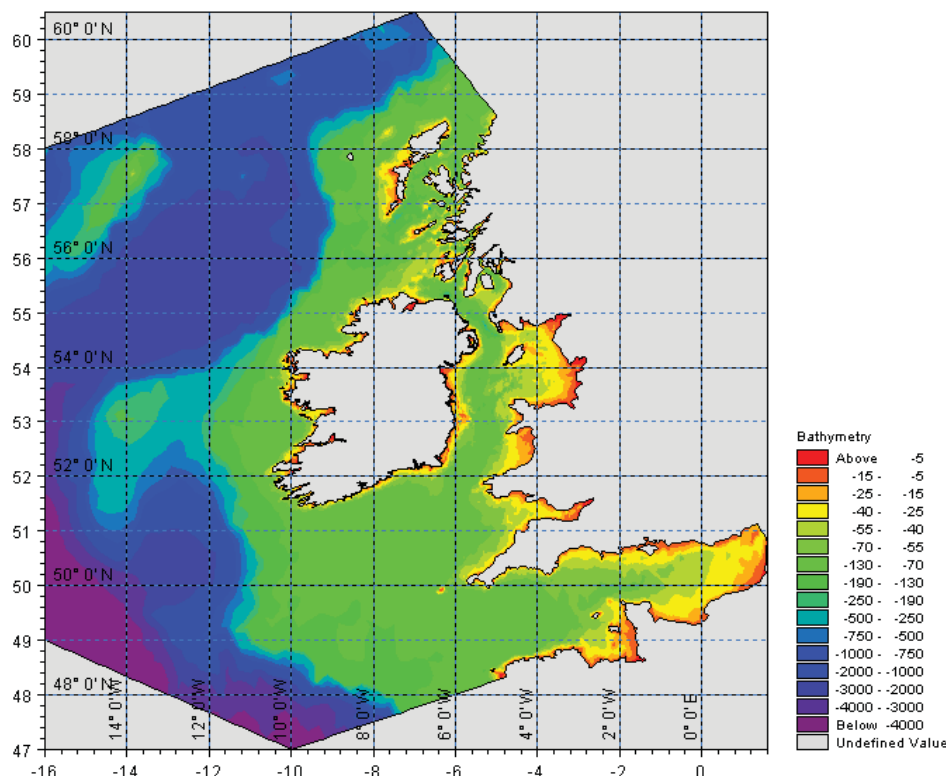 60
60° 0'N
59
58° 0'N
58
57
56° 0'N
56
55
54° 0'N
54
53
52° 0'N
52
51
50° 0'N
50
49
48° 0'N
48
47
14° 0'W
12° 0'W
10° 0'W
8° 0'W
6° 0'W
4° 0'W
2° 0'W
0° 0'E
-16
-14
-12
-10
-8
-6
-4
-2
-0
Bathymetry
Above -5
-15 - -5
-25 - -15
-40 - -25
-55 - 40
-70 - -55
-130 - -70
-190 - -130
-250 - -190
-500 - -250
-750 - -500
-1000 - -750
-2000 - -1000
-3000 - -2000
-4000 - -3000
Below -4000
Undefined Value